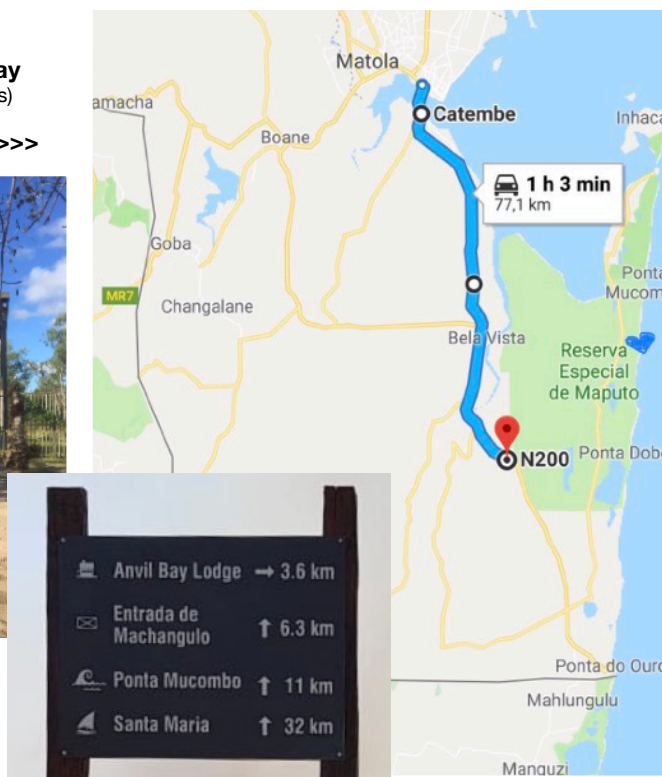 ay
s)
>>>
Matola
Catembe
amacha
Boane
Inhaca
1 h 3 min
77,1 km
Goba
MR7
Changalane
Ponta
Mucom
Bela Vista
Reserva
Especial
de Maputo
N200
Ponta Dob
Ponta do Ouro
Mahlungulu
Manguzi
Anvil Bay Lodge → 3.6 km
Entrada de
Machangulo ↑ 6.3 km
Ponta Mucombo ↑ 11 km
Santa Maria ↑ 32 km